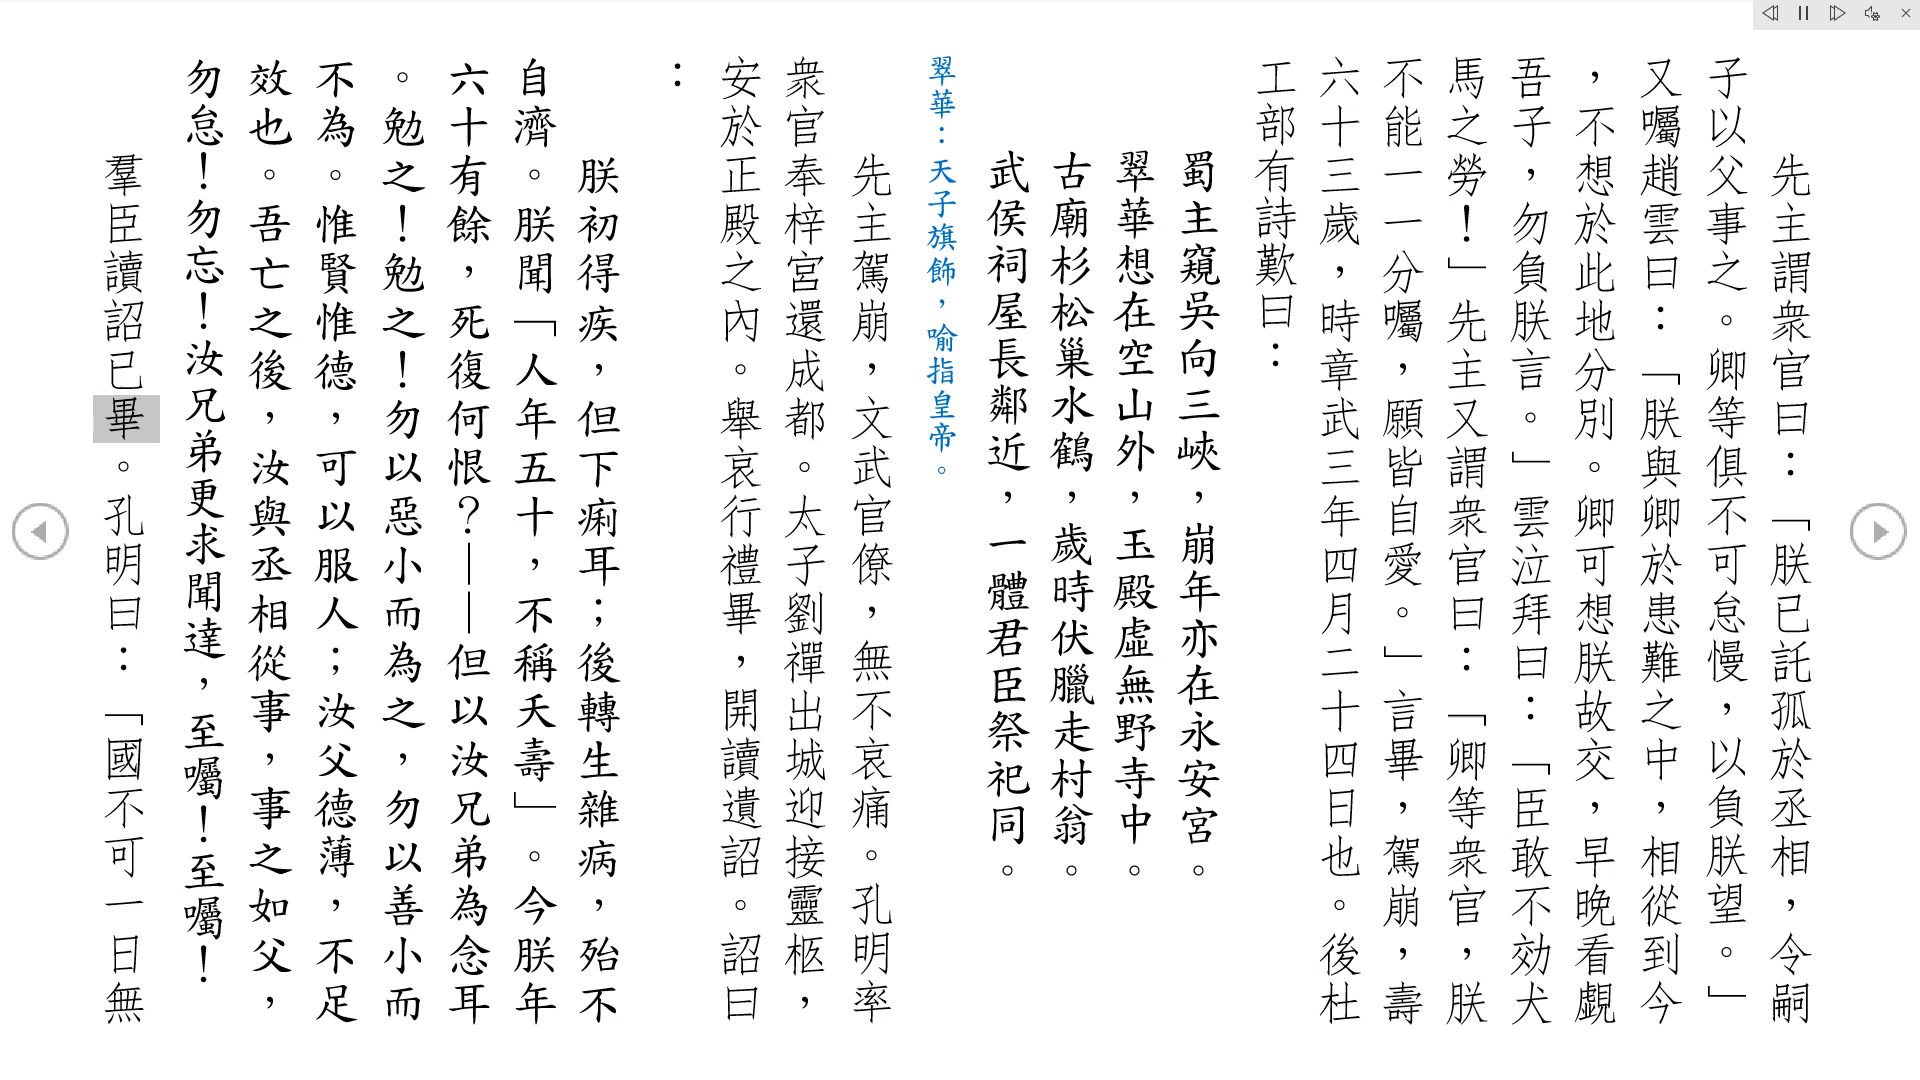 先主謂衆官曰：「朕已託孤於丞相，令嗣
子以父事之。卿等俱不可怠慢，以負朕望。」
又囑趙雲曰：「朕與卿於患難之中，相從到今
，不想於此地分別。卿可想朕故交，早晚看覷
吾子，勿負朕言。」雲泣拜曰：「臣敢不効犬
馬之勞！」先主又謂衆官曰：「卿等衆官，朕
不能一一分囑，願皆自愛。」言畢，駕崩，壽
六十三歲，時章武三年四月二十四日也。後杜
工部有詩歎曰：
蜀主窺吳向三峽，崩年亦在永安宮。
翠華想在空山外，玉殿虛無野寺中。
古廟杉松巢水鶴，歲時伏臘走村翁。
武侯祠屋長鄰近，一體君臣祭祀同。
翠華：天子旗飾，喻指皇帝。
先主駕崩，文武官僚，無不哀痛。孔明率
衆官奉梓宮還成都。太子劉禪出城迎接靈柩，
安於正殿之內。舉哀行禮畢，開讀遺詔。詔曰
：
朕初得疾，但下痢耳；後轉生雜病，殆不
自濟。朕聞「人年五十，不稱夭壽」。今朕年
六十有餘，死復何恨？——但以汝兄弟為念耳
。勉之！勉之！勿以惡小而為之，勿以善小而
不為。惟賢惟德，可以服人；汝父德薄，不足
效也。吾亡之後，汝與丞相從事，事之如父，
勿怠！勿忘！汝兄弟更求聞達，至囑！至囑！
羣臣讀詔已畢。孔明曰：「國不可一日無